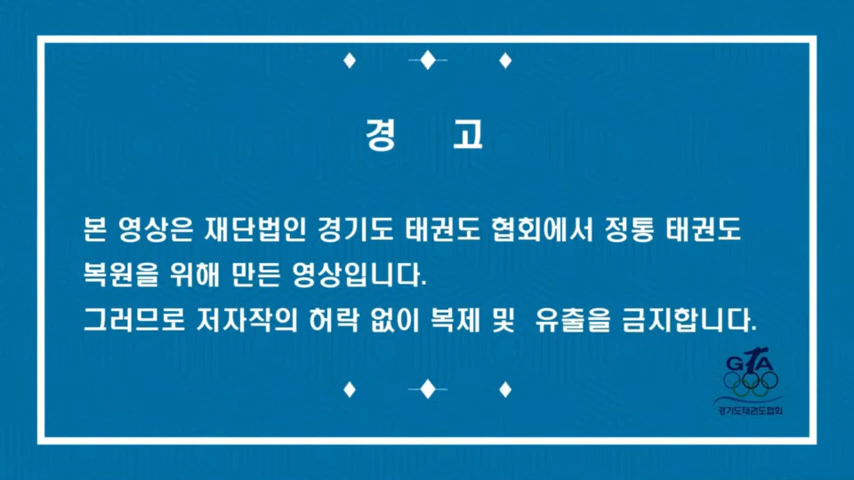 경 고
본 영상은 재단법인 경기도 태권도 협회에서 정통 태권도
복원을 위해 만든 영상입니다.
그러므로 저자작의 허락 없이 복제 및 유출을 금지합니다.
GTA
경기도태권도협회